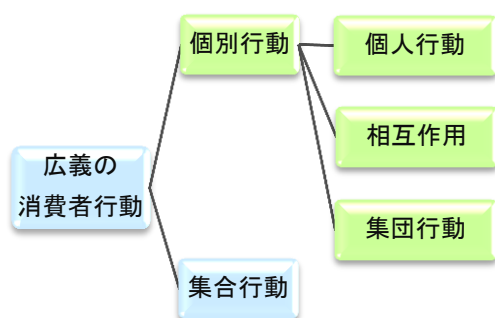 個別行動
個人行動
相互作用
広義の
消費者行動
集団行動
集合行動